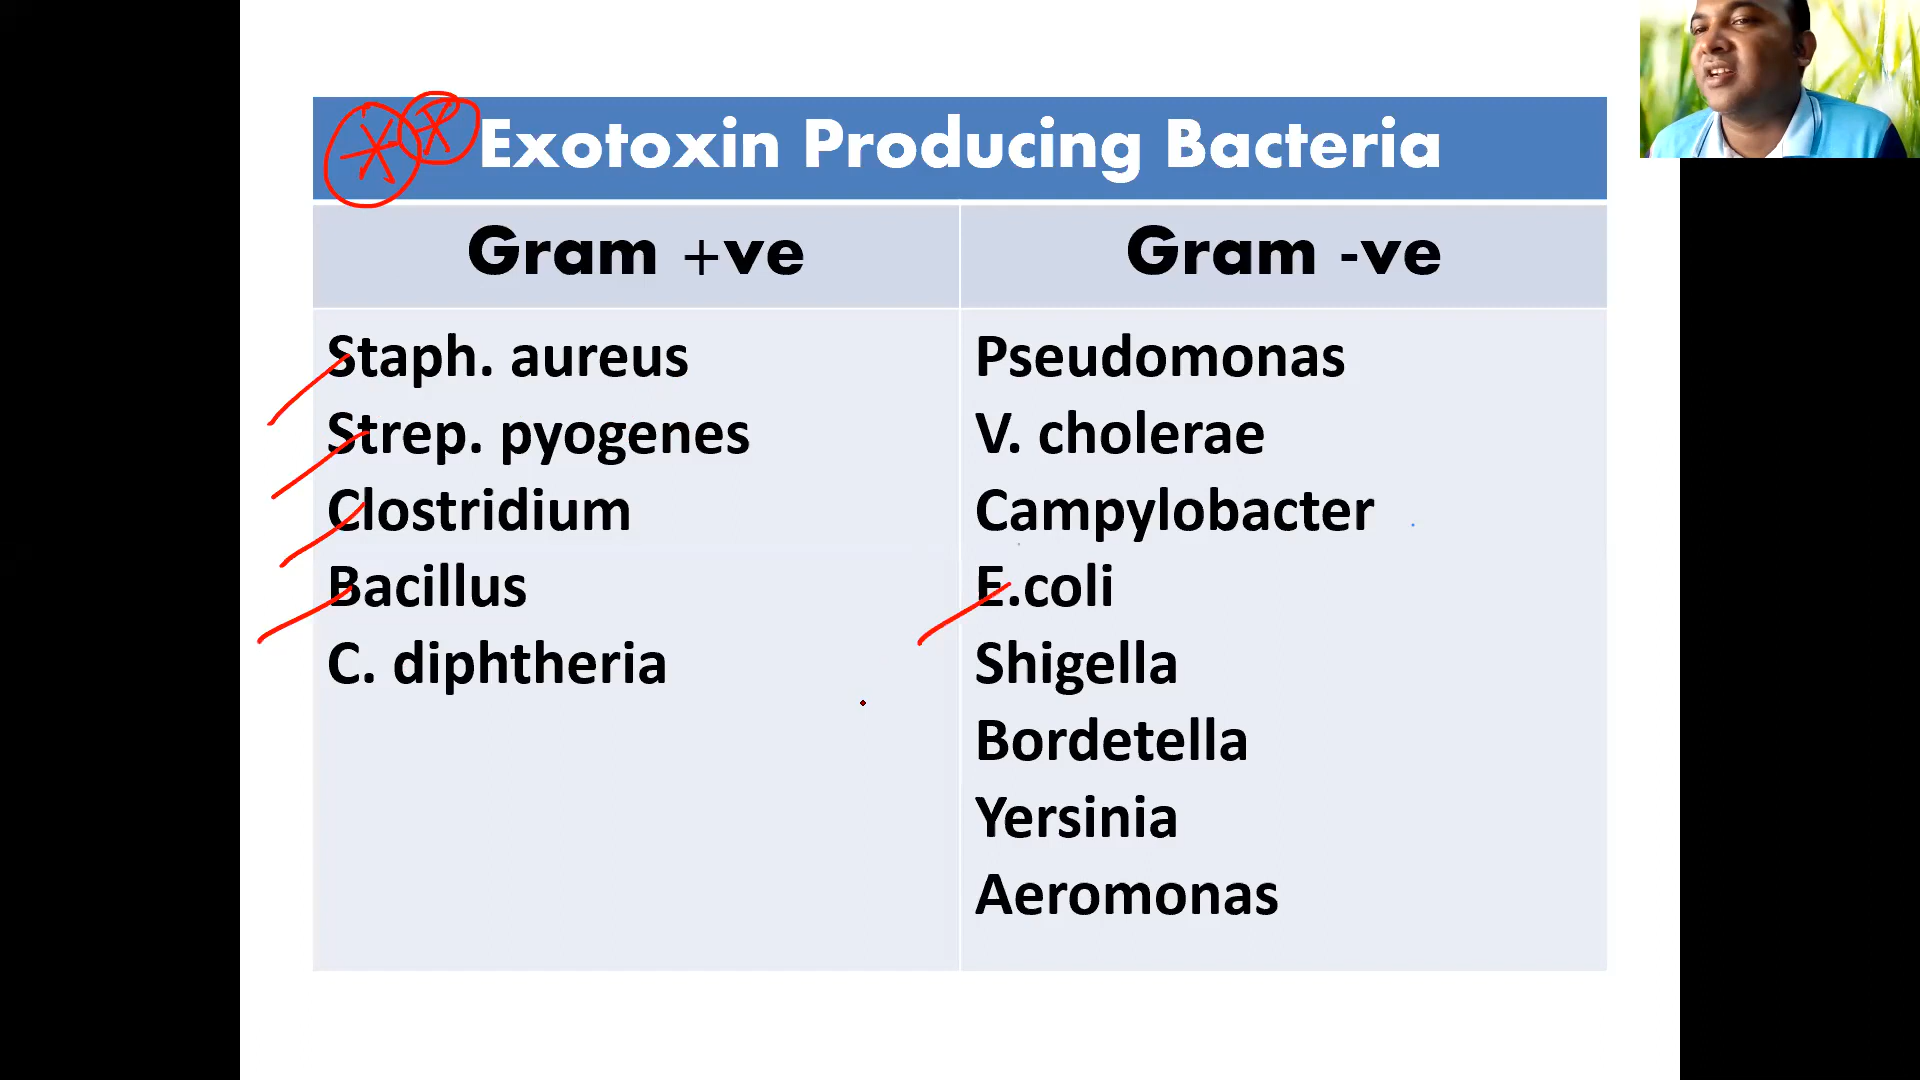 Exotoxin Producing Bacteria
Gram +ve
Gram -ve
Staph. aureus
Strep. pyogenes
Clostridium
Bacillus
C. diphtheria
Pseudomonas
V. cholerae
Campylobacter
E.coli
Shigella
Bordetella
Yersinia
Aeromonas